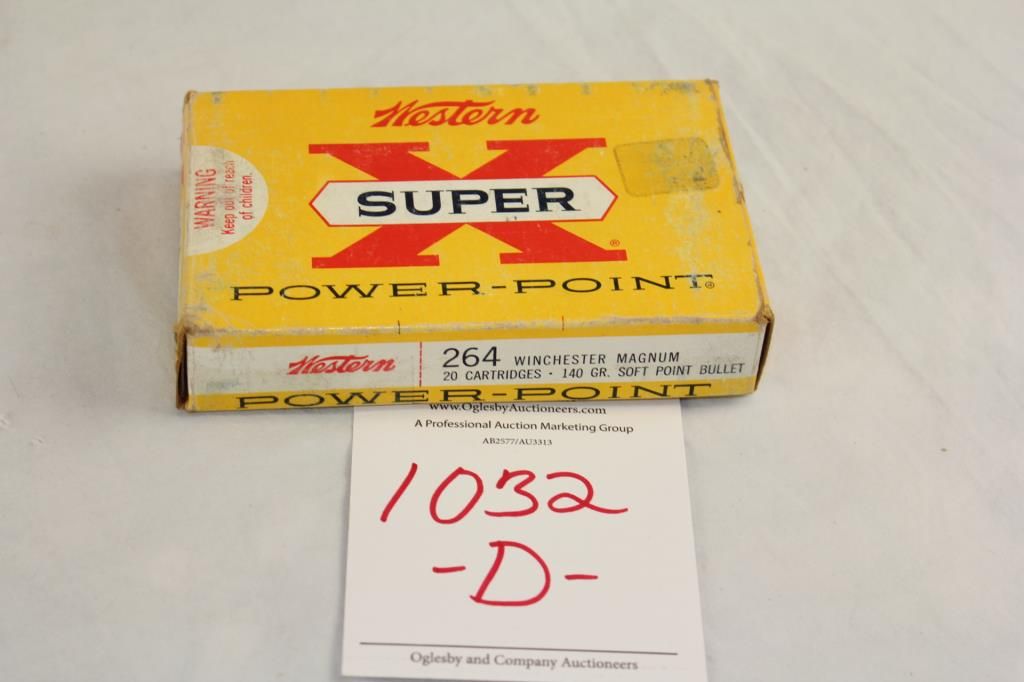 Western
X
SUPER
®
POWER-POINT®
WARNING
Keep out of reach
of children.
Western
264 WINCHESTER MAGNUM
20 CARTRIDGES · 140 GR. SOFT POINT BULLET
POWER-POINT
www.OglesbyAuctioneers.com
A Professional Auction Marketing Group
AB2577/AU3313
1032
-D-
Oglesby and Company Auctioneers